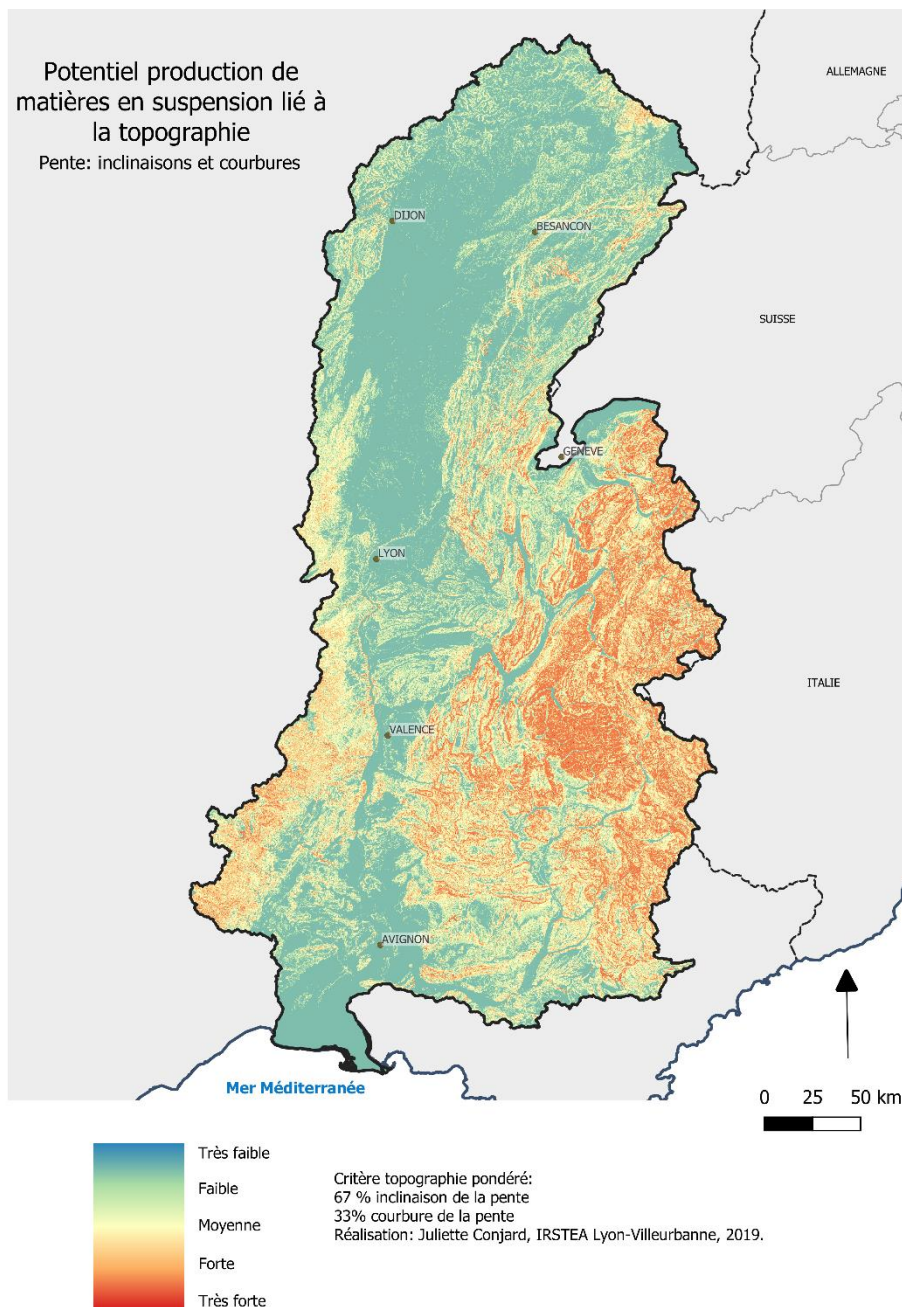 Potentiel production de
matières en suspension lié à
la topographie
Pente: inclinaisons et courbures
ALLEMAGNE
DIJON
BESANCON
SUISSE
GENEVE
LYON
ITALIE
VALENCE
AVIGNON
Mer Méditerranée
0 25 50 km
Très faible
Faible
Moyenne
Forte
Très forte
Critère topographie pondéré:
67 % inclinaison de la pente
33% courbure de la pente
Réalisation: Juliette Conjard, IRSTEA Lyon-Villeurbanne, 2019.